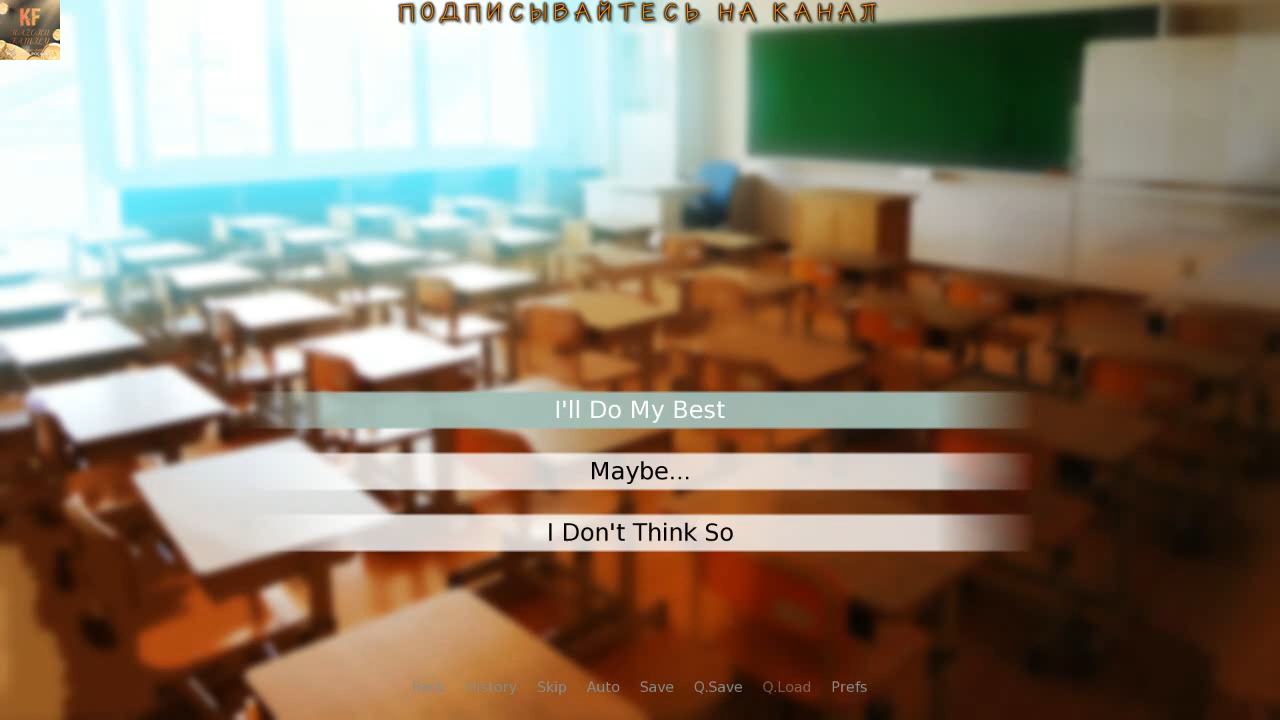 ПОДПИСЫВАЙТЕСЬ НА КАНАЛ
KF
I'll Do My Best
Maybe...
I Don't Think So
Back History Skip Auto Save Q.Save Q.Load Prefs